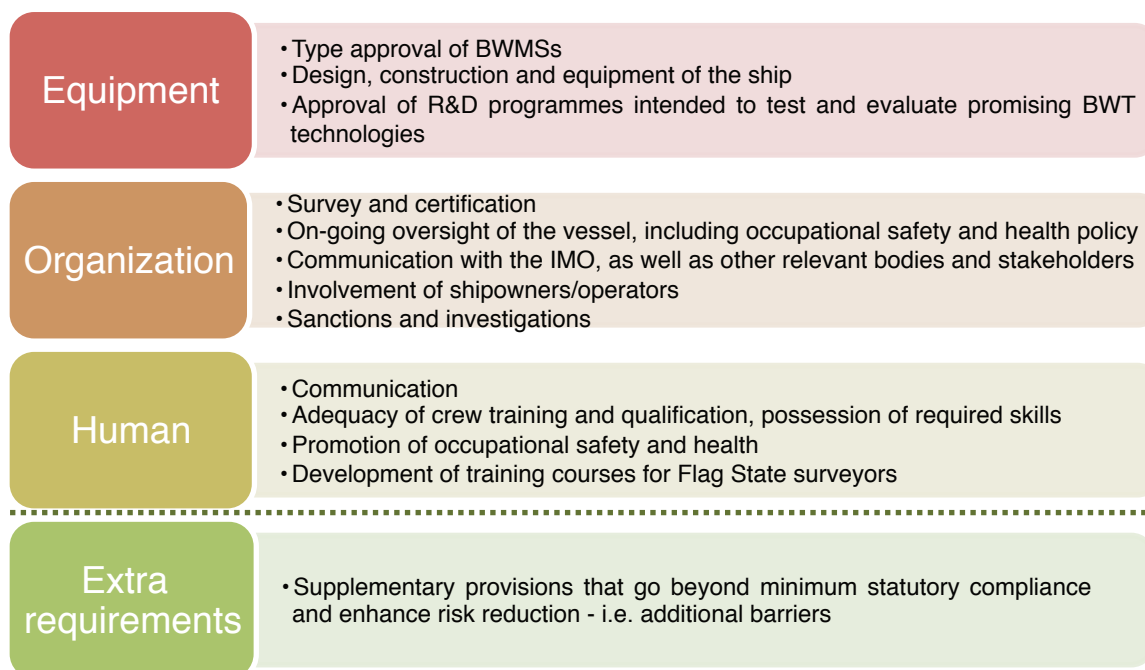 Equipment
• Type approval of BWMSs
• Design, construction and equipment of the ship
• Approval of R&D programmes intended to test and evaluate promising BWT
technologies
Organization
• Survey and certification
• On-going oversight of the vessel, including occupational safety and health policy
• Communication with the IMO, as well as other relevant bodies and stakeholders
• Involvement of shipowners/operators
• Sanctions and investigations
Human
• Communication
• Adequacy of crew training and qualification, possession of required skills
• Promotion of occupational safety and health
• Development of training courses for Flag State surveyors
Extra
requirements
• Supplementary provisions that go beyond minimum statutory compliance
and enhance risk reduction - i.e. additional barriers